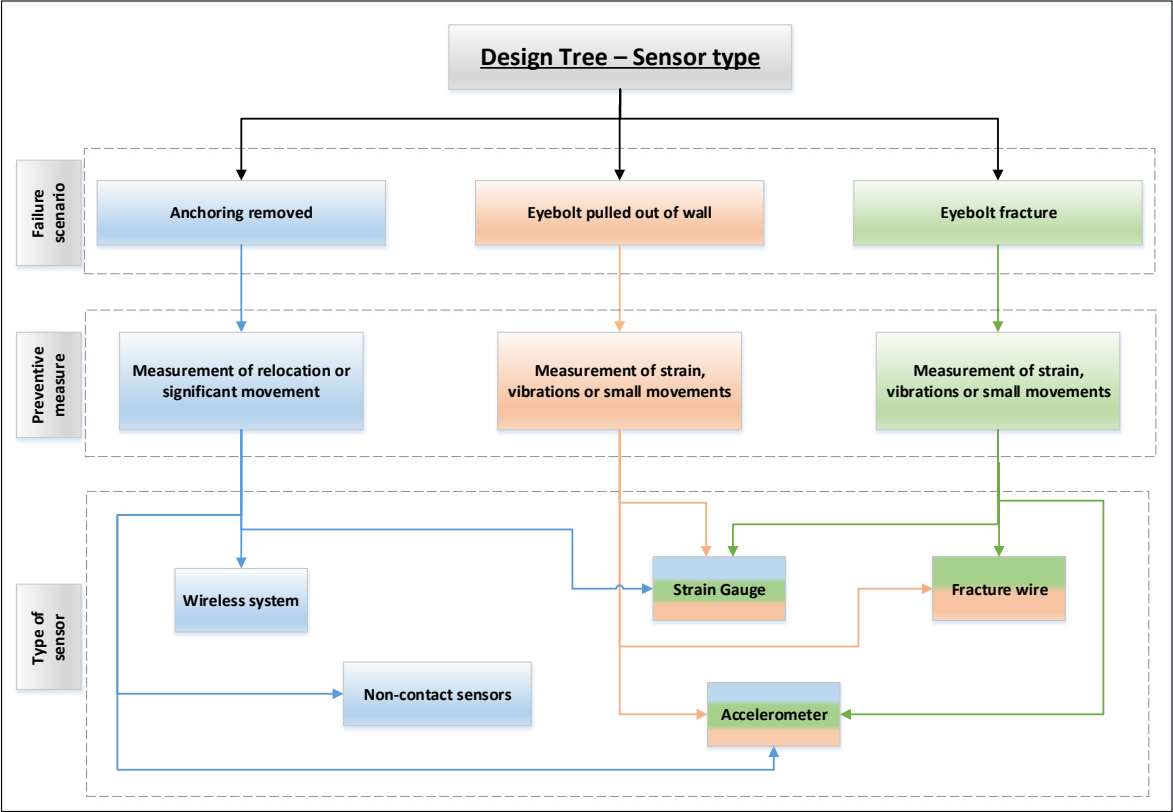 Design Tree – Sensor type
Failure
scenario
Anchoring removed
Eyebolt pulled out of wall
Eyebolt fracture
Preventive
measure
Measurement of relocation or
significant movement
Measurement of strain,
vibrations or small movements
Measurement of strain,
vibrations or small movements
Type of
sensor
Wireless system
Strain Gauge
Fracture wire
Non-contact sensors
Accelerometer